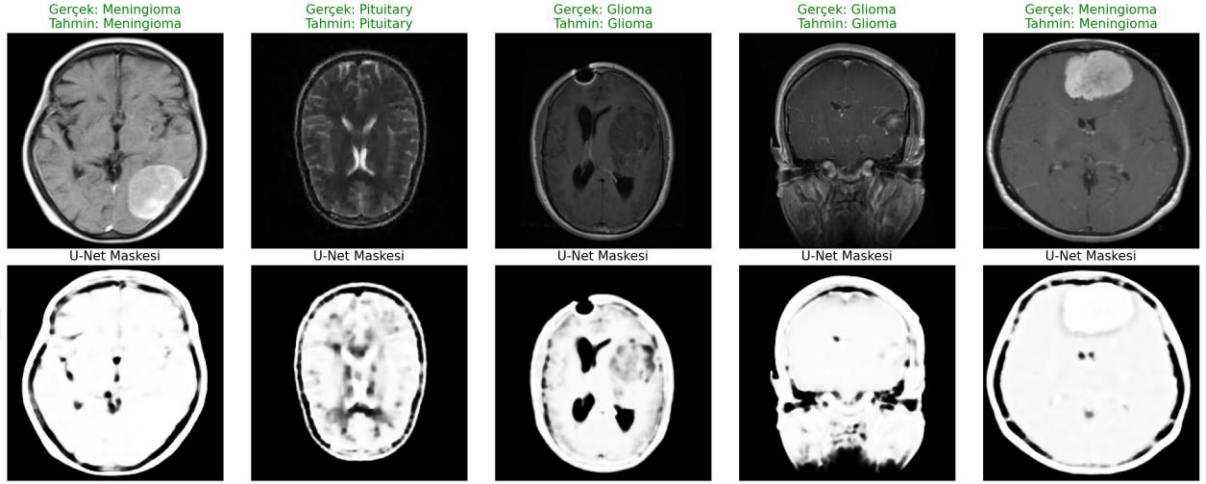 Gerçek: Meningioma
Tahmin: Meningioma
Gerçek: Pituitary
Tahmin: Pituitary
Gerçek: Glioma
Tahmin: Glioma
Gerçek: Glioma
Tahmin: Glioma
Gerçek: Meningioma
Tahmin: Meningioma
U-Net Maskesi
U-Net Maskesi
U-Net Maskesi
U-Net Maskesi
U-Net Maskesi